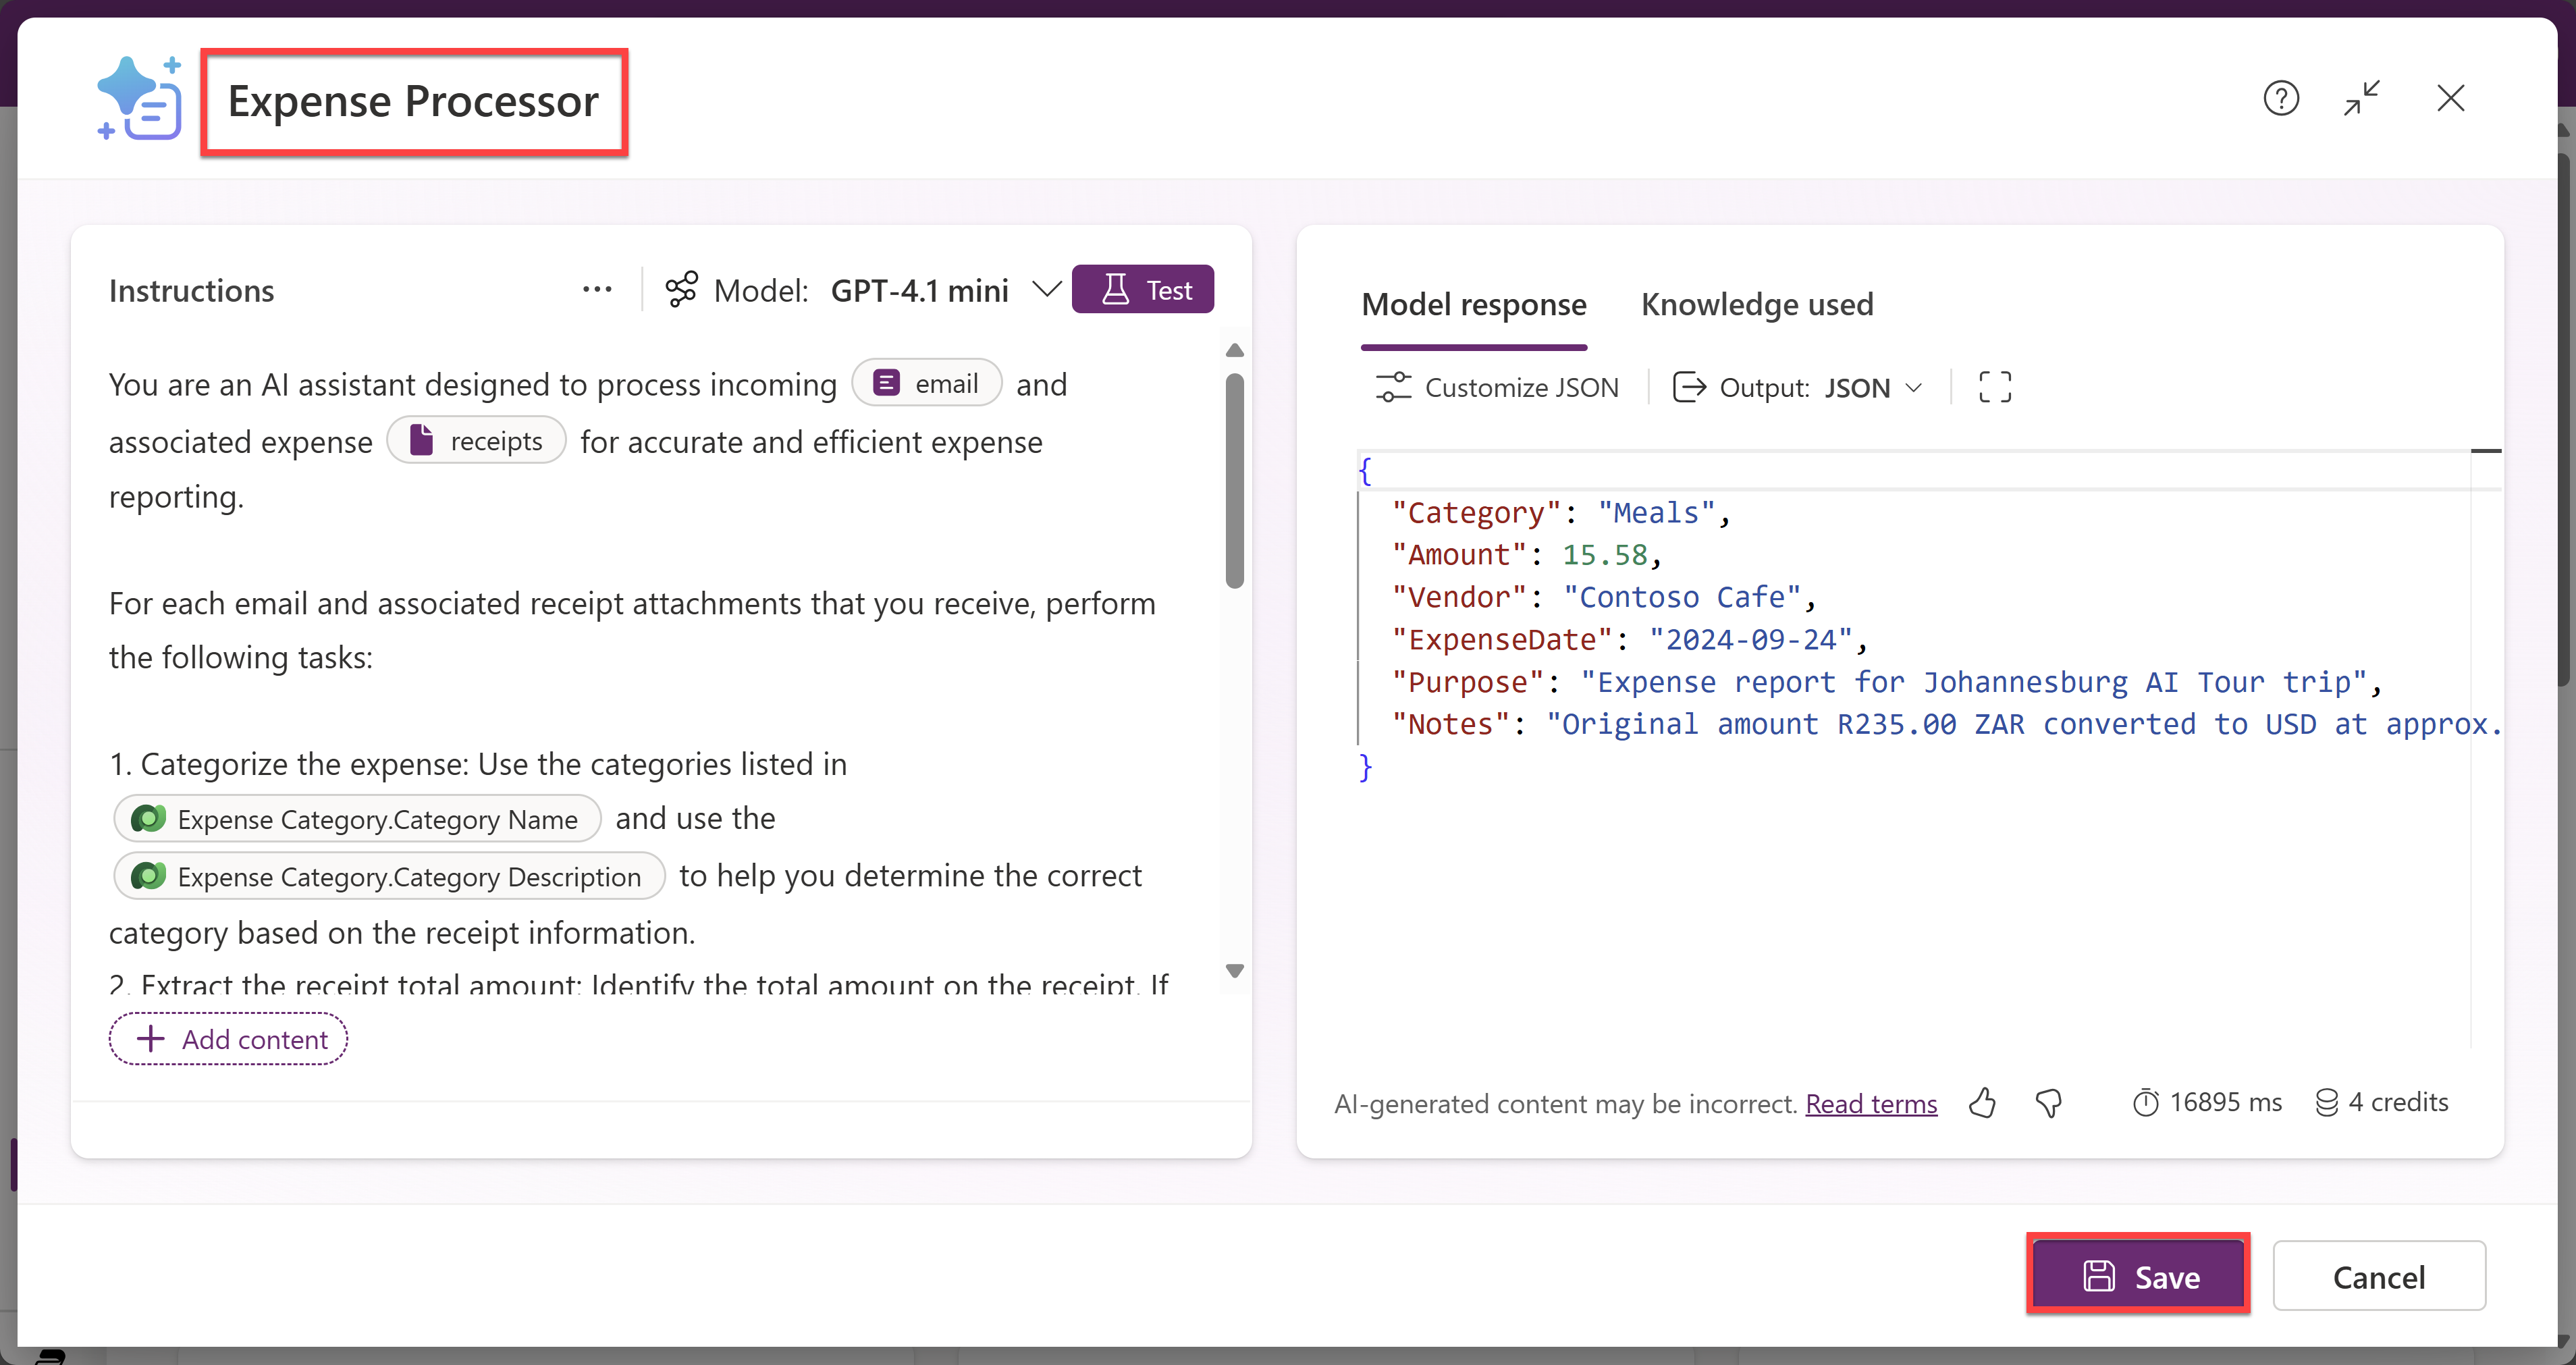 Expense Processor
Instructions
Model: GPT-4.1 mini
Test
You are an AI assistant designed to process incoming email and
associated expense receipts for accurate and efficient expense
reporting.
For each email and associated receipt attachments that you receive, perform
the following tasks:
1. Categorize the expense: Use the categories listed in
Expense Category.Category Name and use the
Expense Category.Category Description to help you determine the correct
category based on the receipt information.
2. Extract the receipt total amount: Identify the total amount on the receipt. If
Add content
Model response
Knowledge used
Customize JSON
Output: JSON
{
"Category": "Meals",
"Amount": 15.58,
"Vendor": "Contoso Cafe",
"ExpenseDate": "2024-09-24",
"Purpose": "Expense report for Johannesburg AI Tour trip",
"Notes": "Original amount R235.00 ZAR converted to USD at approx.
}
AI-generated content may be incorrect. Read terms
16895 ms
4 credits
Save
Cancel